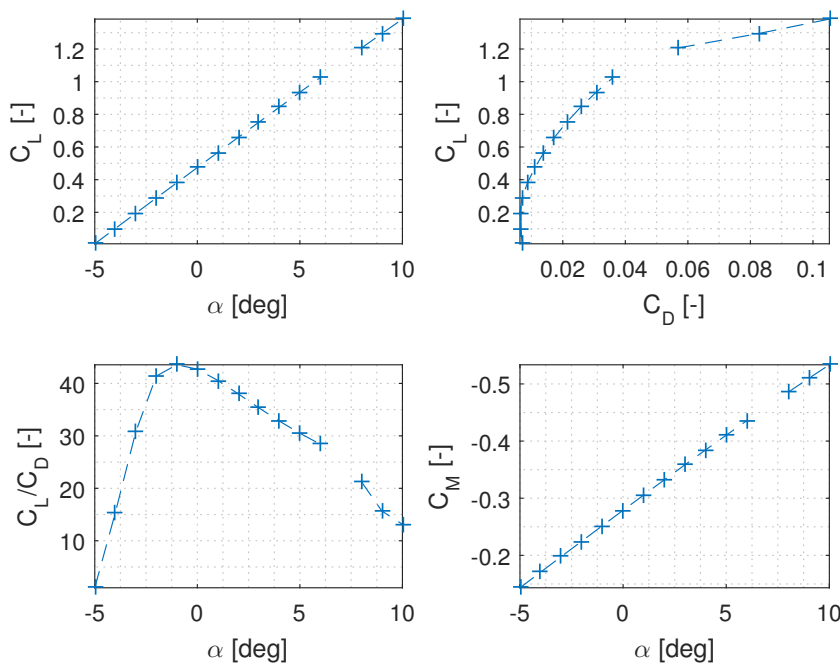 1.2
1
0.8
0.6
0.4
0.2
C_L [-]
-5 0 5 10
α [deg]
1.2
1
0.8
0.6
0.4
0.2
C_L [-]
0.02 0.04 0.06 0.08 0.1
C_D [-]
40
30
20
10
C_L/C_D [-]
-5 0 5 10
α [deg]
-0.5
-0.4
-0.3
-0.2
C_M [-]
-5 0 5 10
α [deg]